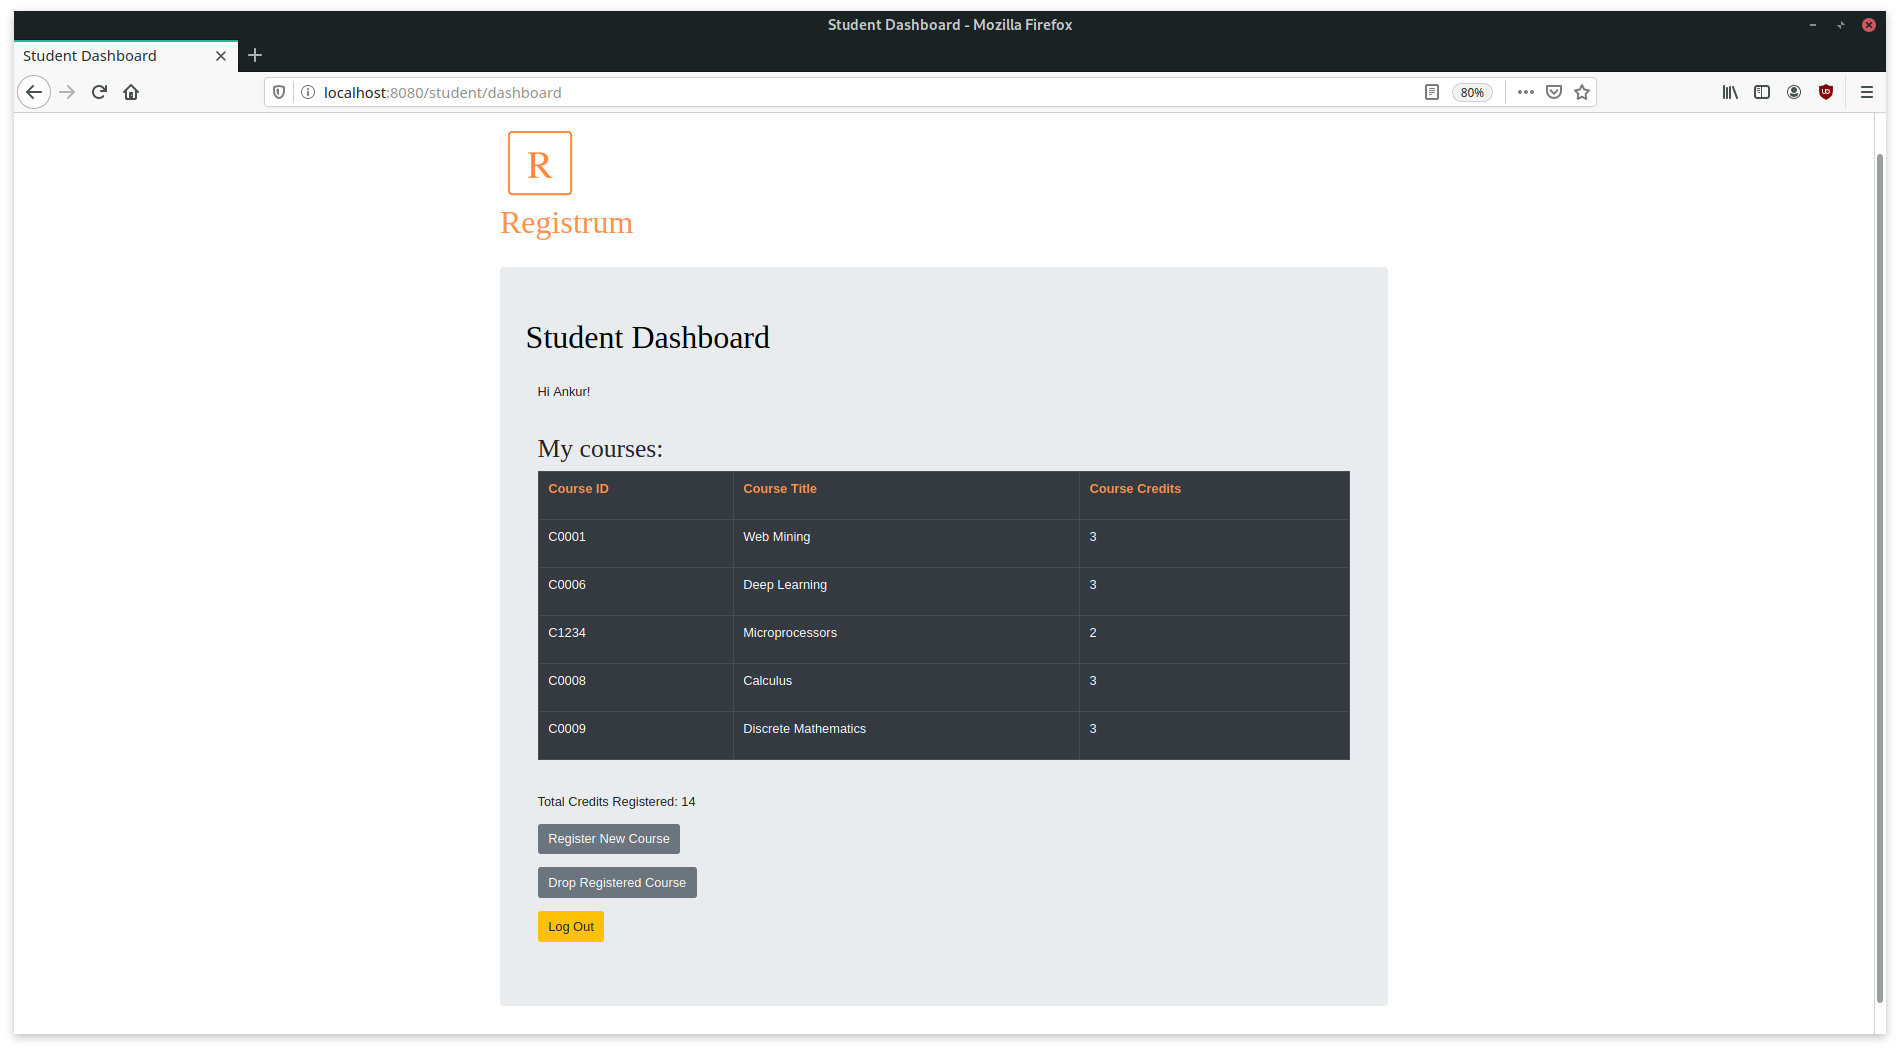 Student Dashboard - Mozilla Firefox
Student Dashboard
localhost:8080/student/dashboard
80%
R
Registrum
Student Dashboard
Hi Ankur!
My courses:
Course ID Course Title Course Credits
C0001 Web Mining 3
C0006 Deep Learning 3
C1234 Microprocessors 2
C0008 Calculus 3
C0009 Discrete Mathematics 3
Total Credits Registered: 14
Register New Course
Drop Registered Course
Log Out